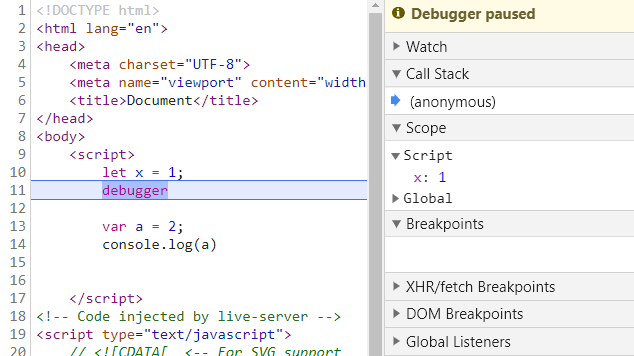 1 <!DOCTYPE html>
2 <html lang="en">
3 <head>
4 <meta charset="UTF-8">
5 <meta name="viewport" content="width
6 <title>Document</title>
7 </head>
8 <body>
9 <script>
10 let x = 1;
11 debugger
12
13 var a = 2;
14 console.log(a)
15
16
17 </script>
18 <!-- Code injected by live-server -->
19 <script type="text/javascript">
20 // <![CDATA[ <-- For SVG support
Debugger paused
Watch
Call Stack
(anonymous)
Scope
Script
x: 1
Global
Breakpoints
XHR/fetch Breakpoints
DOM Breakpoints
Global Listeners